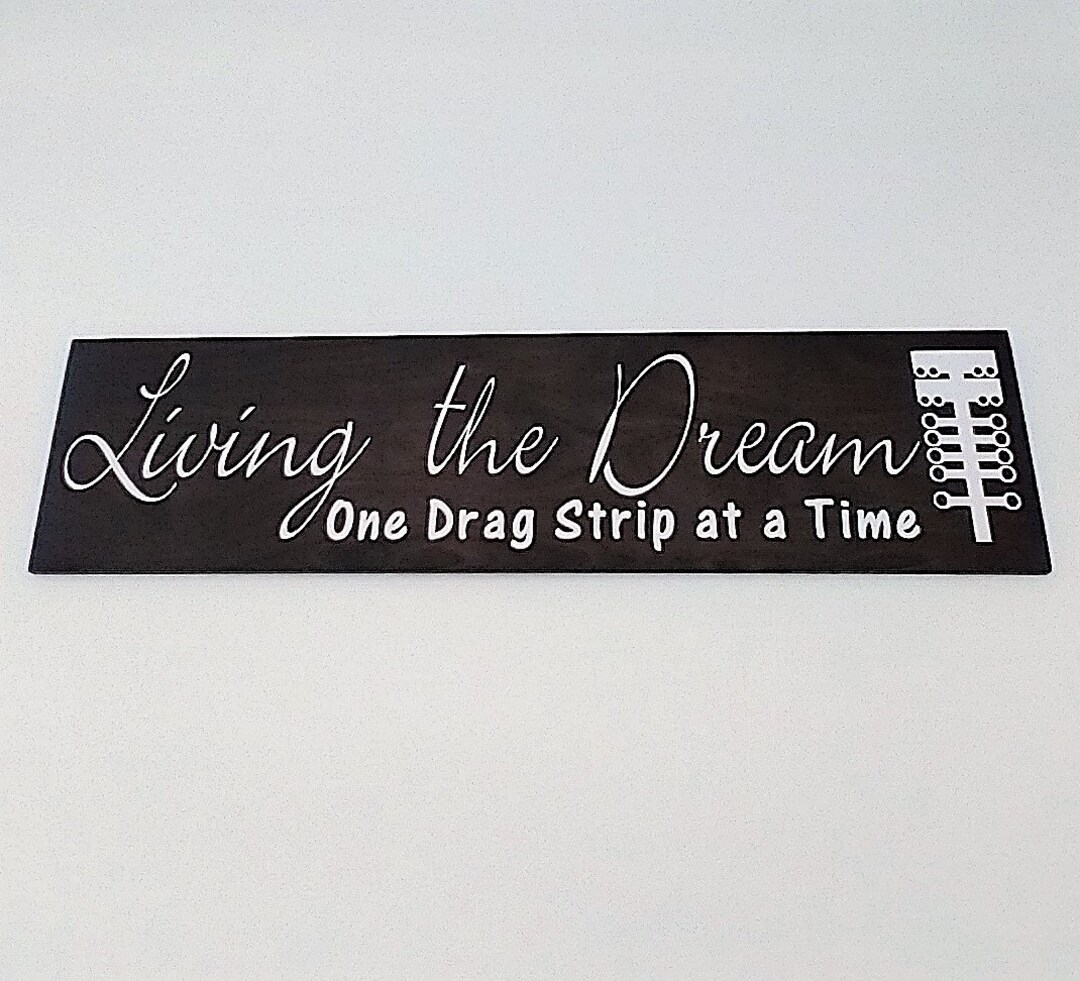 Living the Dream
One Drag Strip at a Time